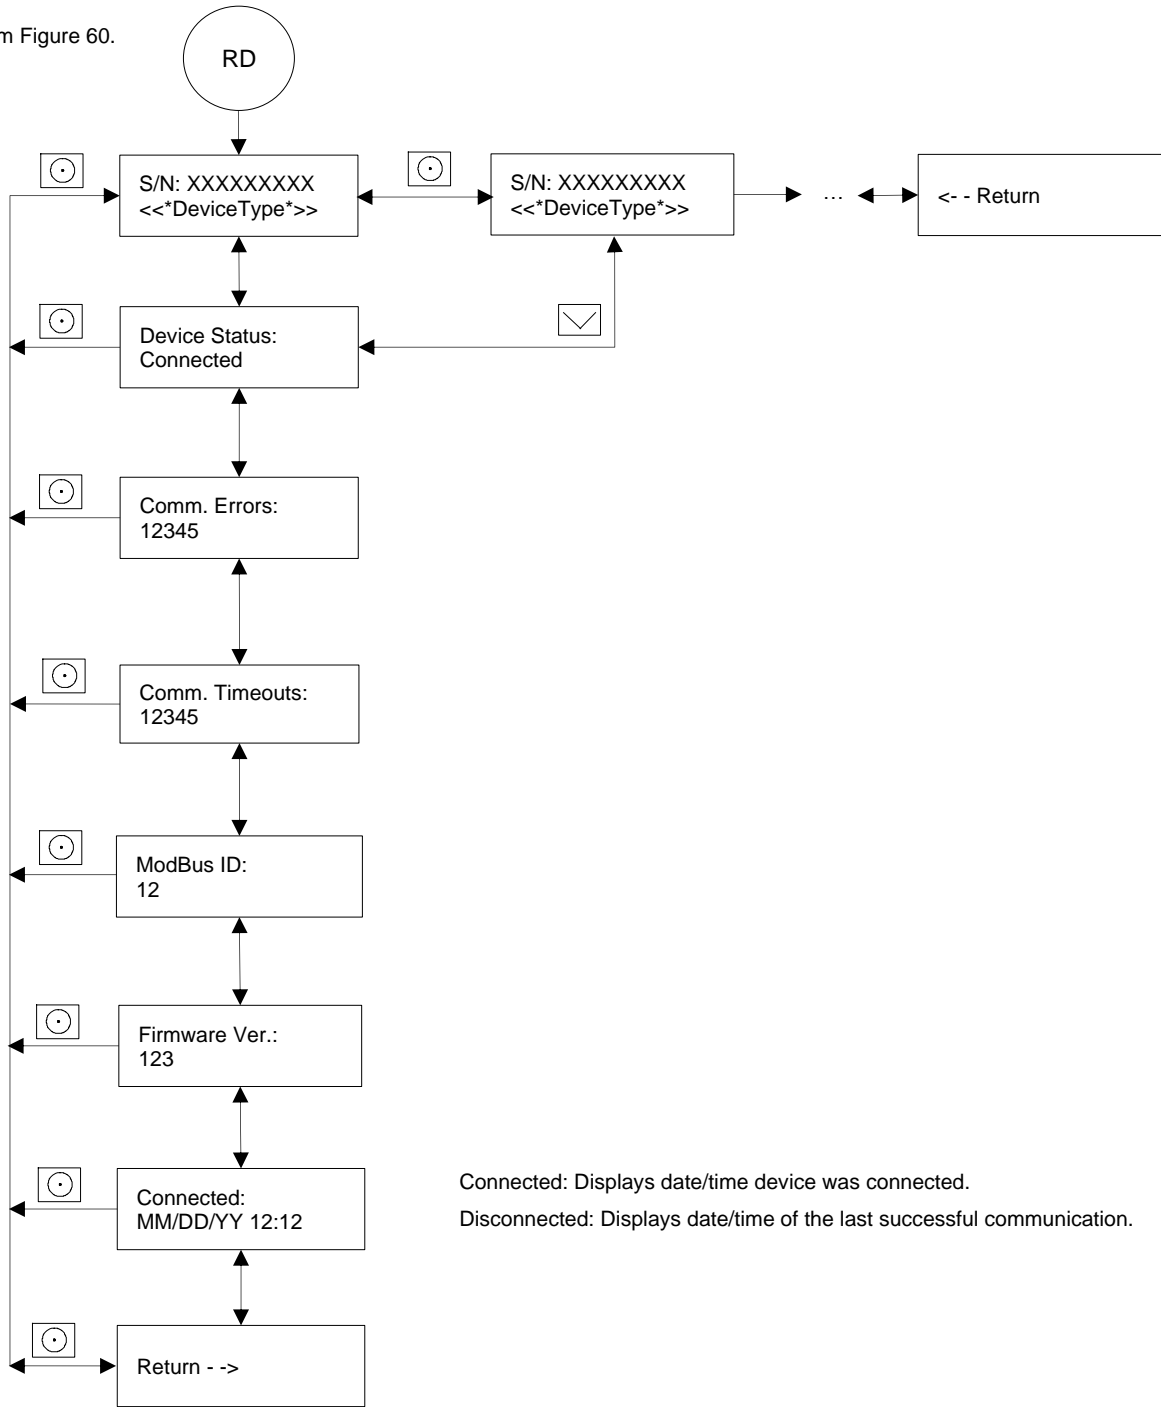 m Figure 60.
RD
S/N: XXXXXXXXX
<<*DeviceType*>>
S/N: XXXXXXXXX
<<*DeviceType*>>
...
<- - Return
Device Status:
Connected
Comm. Errors:
12345
Comm. Timeouts:
12345
ModBus ID:
12
Firmware Ver.:
123
Connected:
MM/DD/YY 12:12
Connected: Displays date/time device was connected.
Disconnected: Displays date/time of the last successful communication.
Return - ->